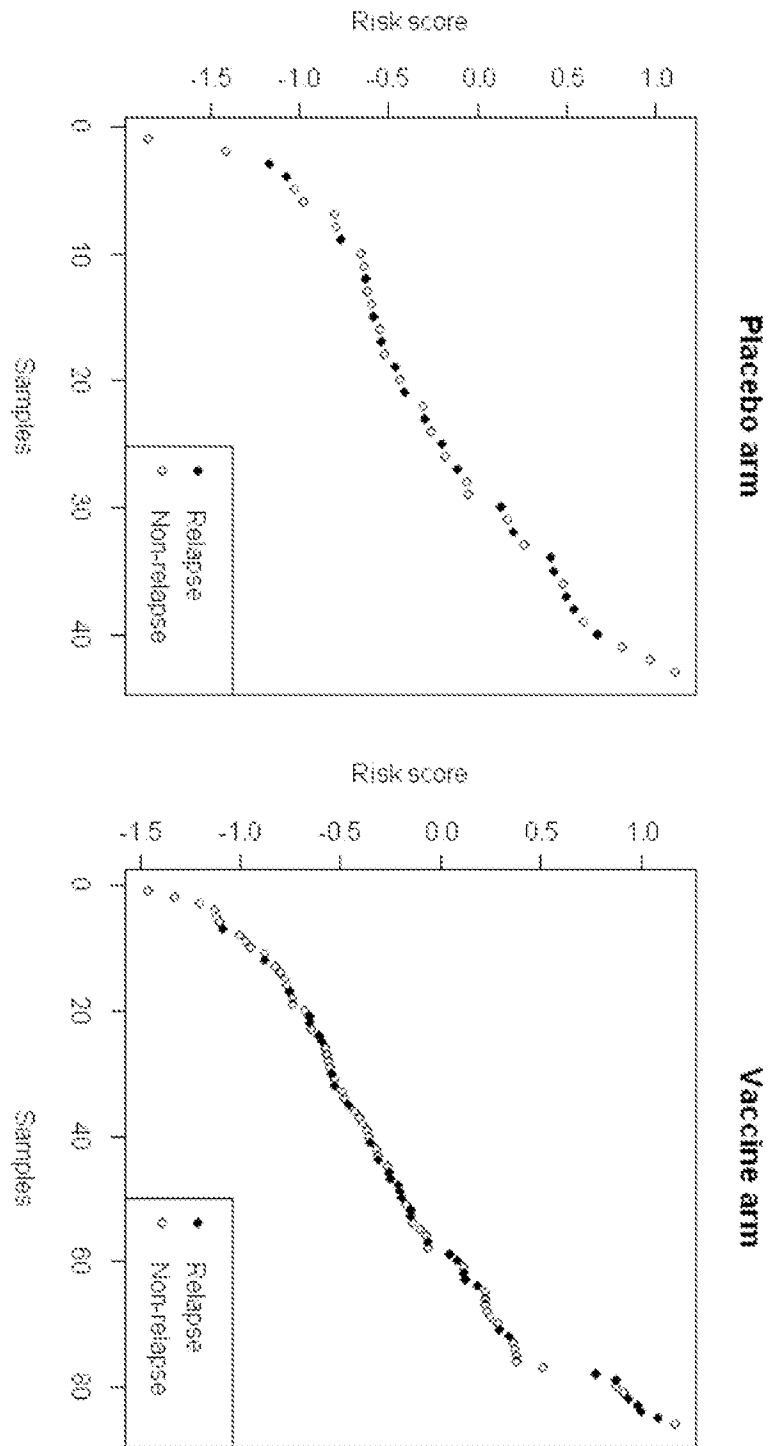 Placebo arm
Risk score
-1.5 -1.0 -0.5 0.0 0.5 1.0
0 10 20 30 40
Samples
Relapse
Non-relapse
Vaccine arm
Risk score
-1.5 -1.0 -0.5 0.0 0.5 1.0
0 20 40 60 80
Samples
Relapse
Non-relapse